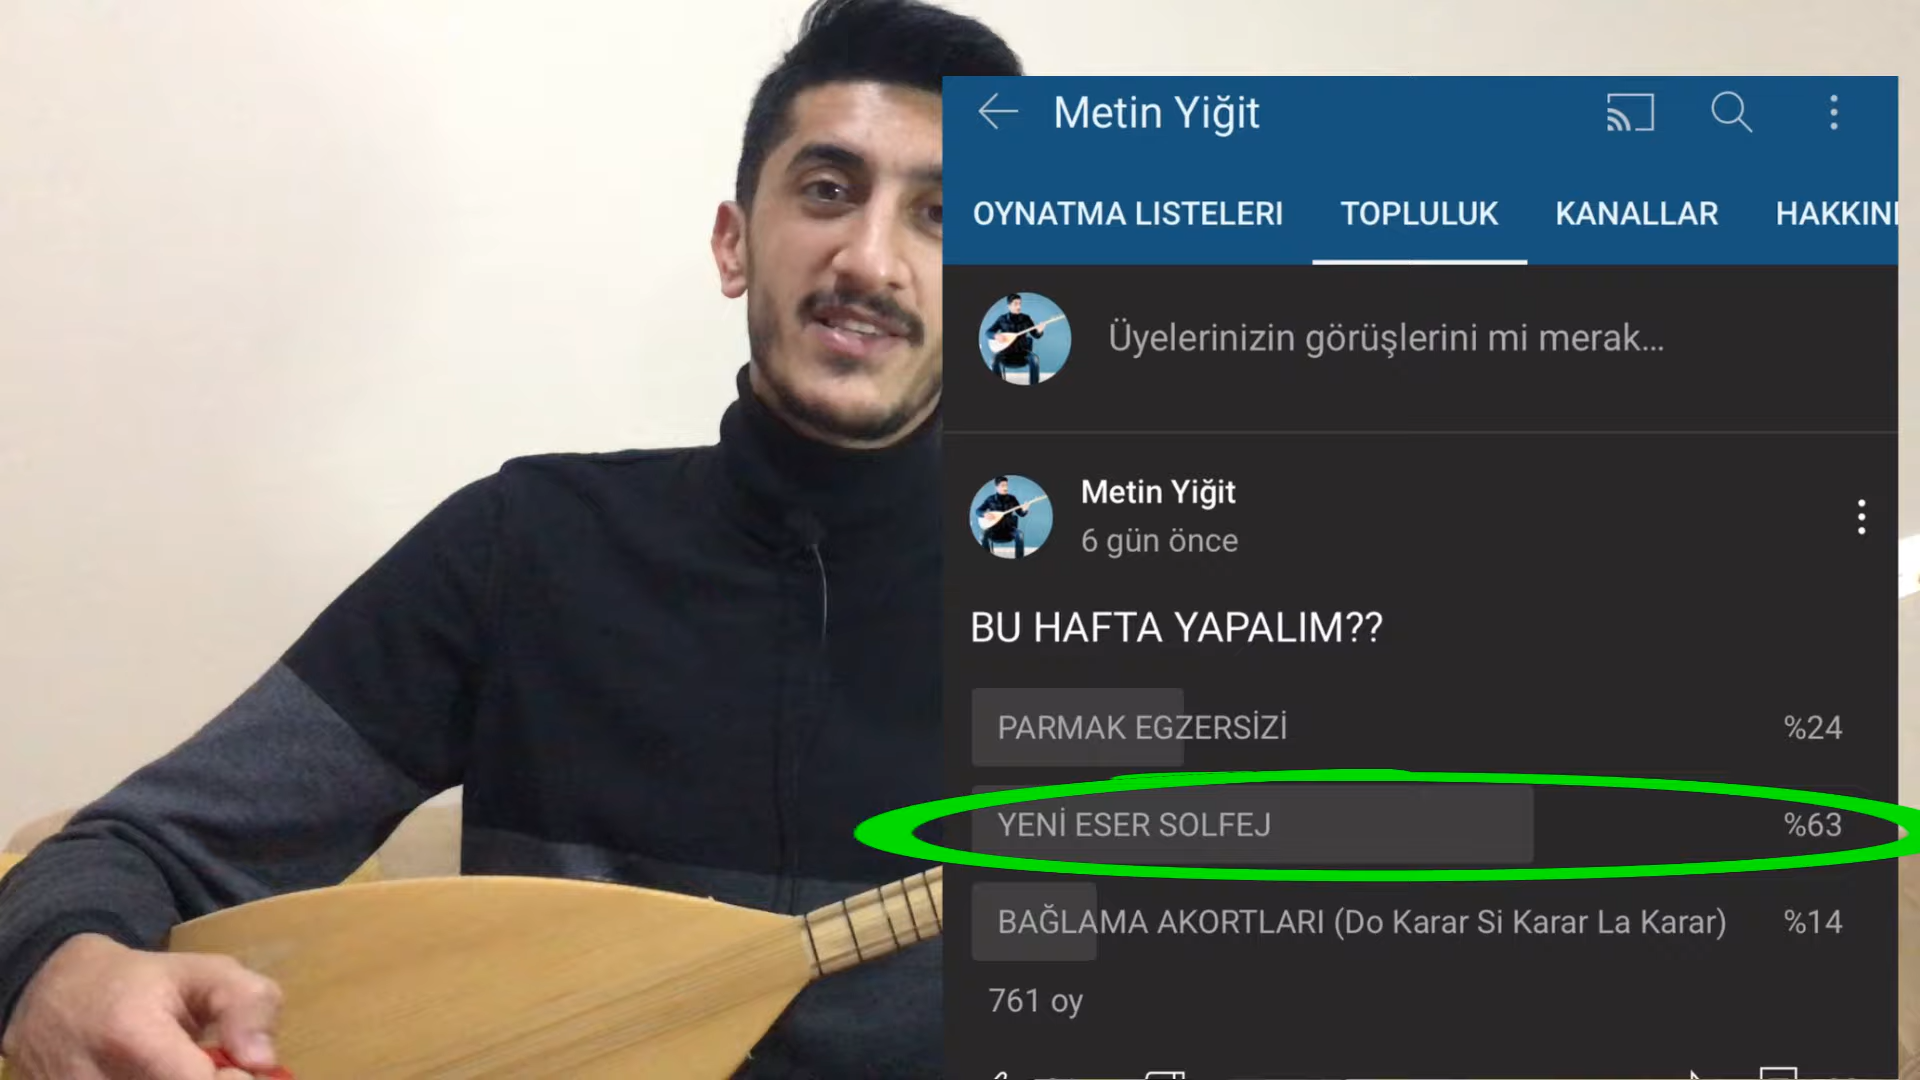 Metin Yiğit
OYNATMA LISTELERI TOPLULUK KANALLAR HAKKIN
Üyelerinizin görüşlerini mi merak...
Metin Yiğit
6 gün önce
BU HAFTA YAPALIM??
PARMAK EGZERSİZİ %24
YENİ ESER SOLFEJ %63
BAĞLAMA AKORTLARI (Do Karar Si Karar La Karar) %14
761 oy